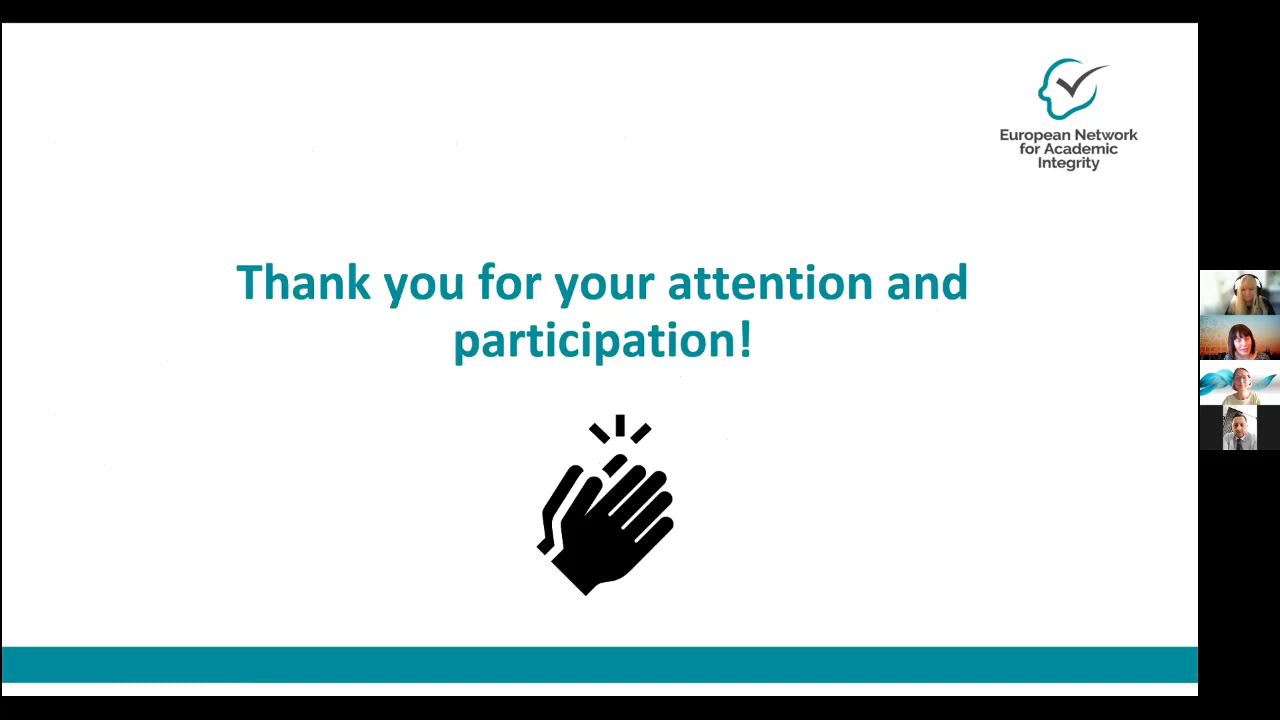 European Network
for Academic
Integrity
Thank you for your attention and
participation!